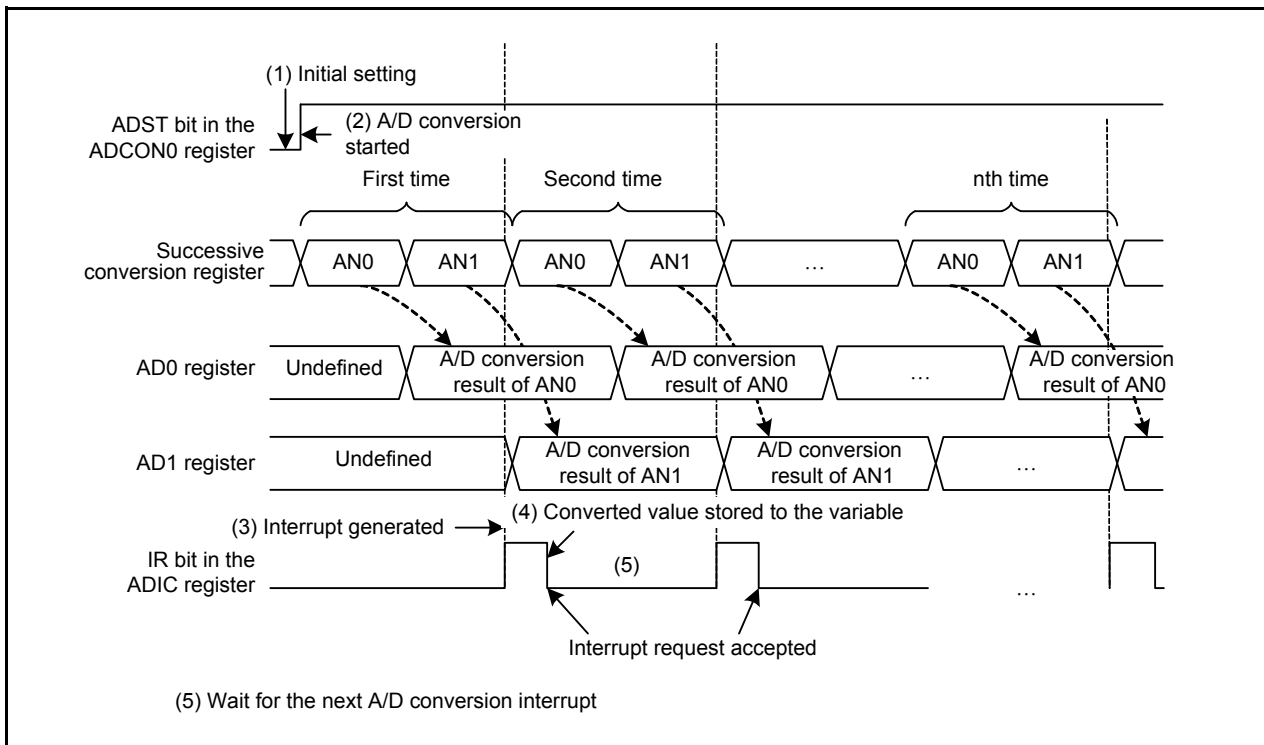 (1) Initial setting
ADST bit in the
ADCON0 register
(2) A/D conversion
started
First time
Second time
nth time
Successive
conversion register
AN0
AN1
AN0
AN1
...
AN0
AN1
AD0 register
Undefined
A/D conversion
result of AN0
A/D conversion
result of AN0
...
A/D conversion
result of AN0
AD1 register
Undefined
A/D conversion
result of AN1
A/D conversion
result of AN1
...
(3) Interrupt generated
(4) Converted value stored to the variable
IR bit in the
ADIC register
(5)
...
Interrupt request accepted
(5) Wait for the next A/D conversion interrupt